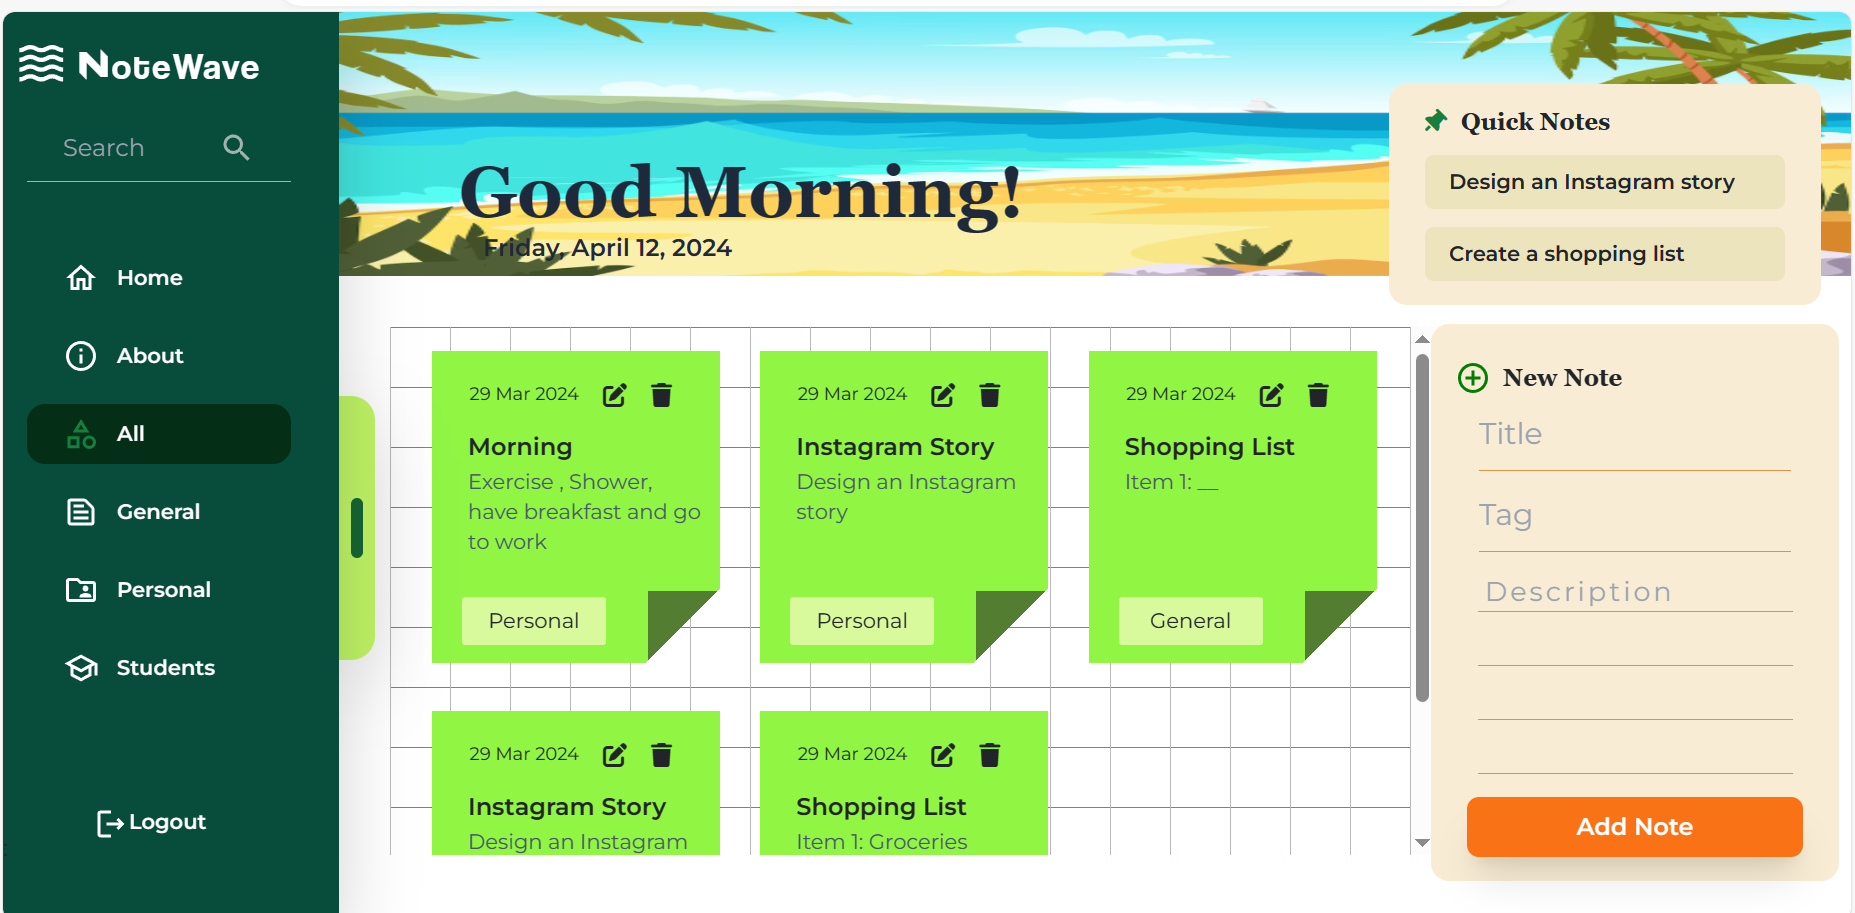 NoteWave
Search
Home
About
All
General
Personal
Students
Logout
Good Morning!
Friday, April 12, 2024
Quick Notes
Design an Instagram story
Create a shopping list
29 Mar 2024
Morning
Exercise , Shower,
have breakfast and go
to work
Personal
29 Mar 2024
Instagram Story
Design an Instagram
story
Personal
29 Mar 2024
Shopping List
Item 1: __
General
29 Mar 2024
Instagram Story
Design an Instagram
29 Mar 2024
Shopping List
Item 1: Groceries
New Note
Title
Tag
Description
Add Note